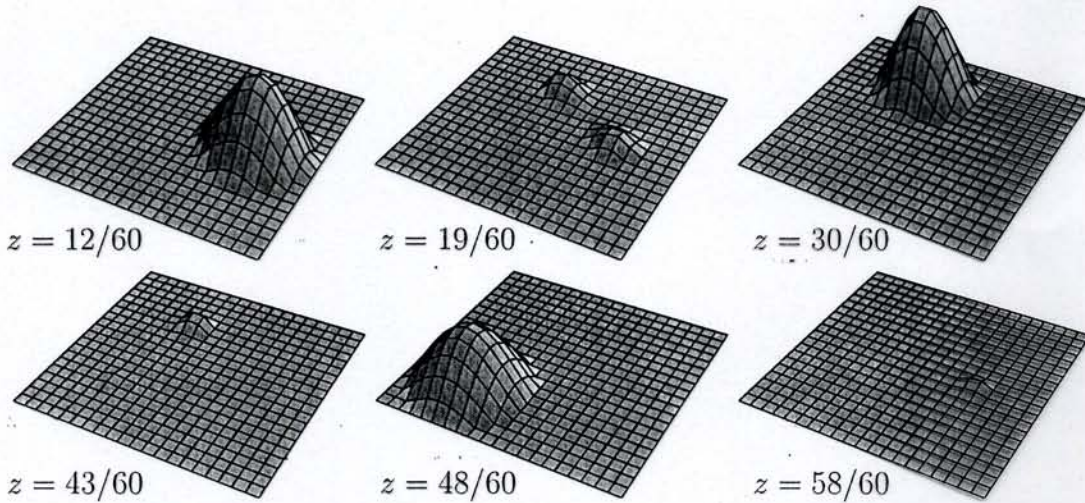 z = 12/60
z = 19/60
z = 30/60
z = 43/60
z = 48/60
z = 58/60